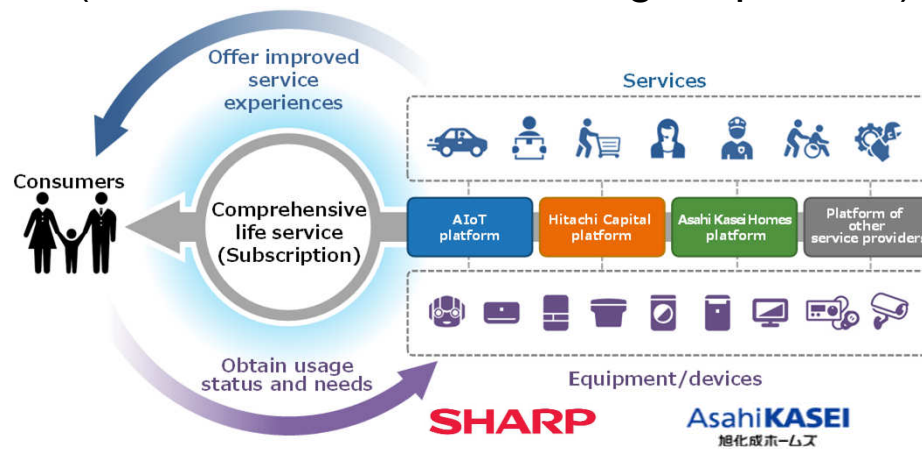 Offer improved
service
experiences
Services
Consumers
Comprehensive
life service
(Subscription)
AIoT
platform
Hitachi Capital
platform
Asahi Kasei Homes
platform
Platform of
other
service provider
Obtain usage
status and needs
Equipment/devices
SHARP
AsahiKASEI
旭化成ホームズ